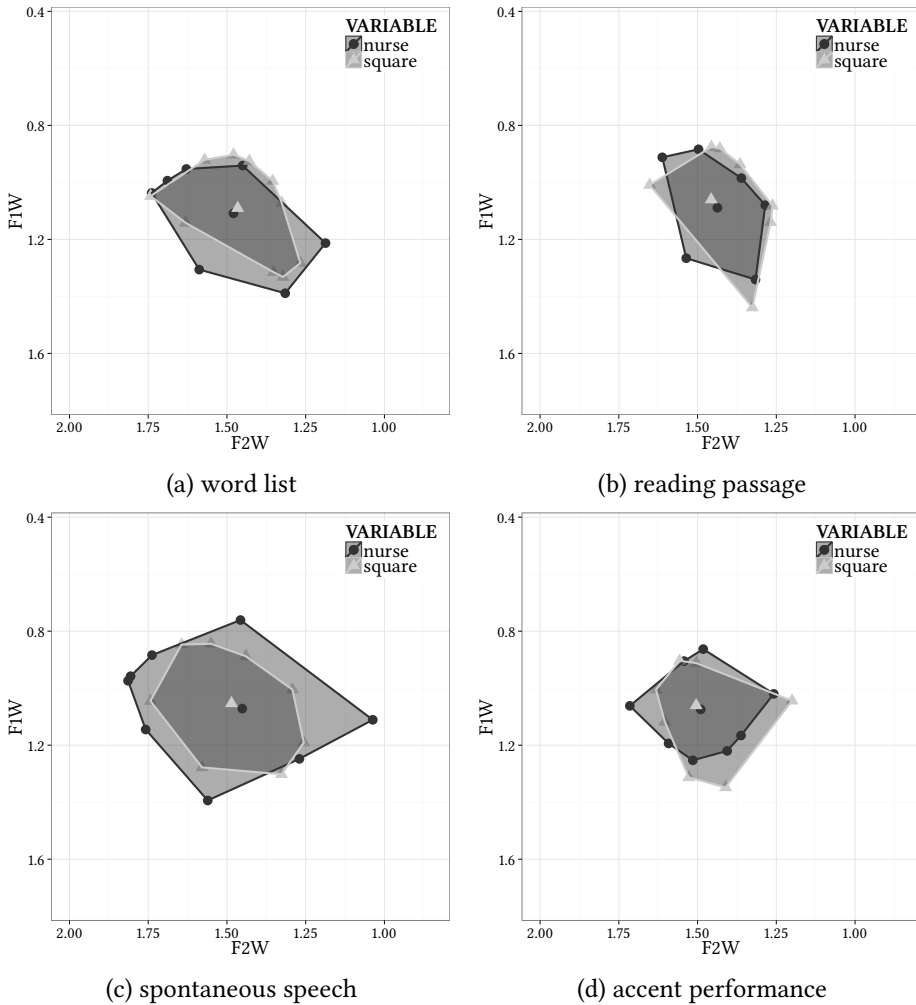 VARIABLE
nurse
square
0.4
0.8
1.2
1.6
F1W
2.00 1.75 1.50 1.25 1.00
F2W
(a) word list
VARIABLE
nurse
square
0.4
0.8
1.2
1.6
F1W
2.00 1.75 1.50 1.25 1.00
F2W
(b) reading passage
VARIABLE
nurse
square
0.4
0.8
1.2
1.6
F1W
2.00 1.75 1.50 1.25 1.00
F2W
(c) spontaneous speech
VARIABLE
nurse
square
0.4
0.8
1.2
1.6
F1W
2.00 1.75 1.50 1.25 1.00
F2W
(d) accent performance